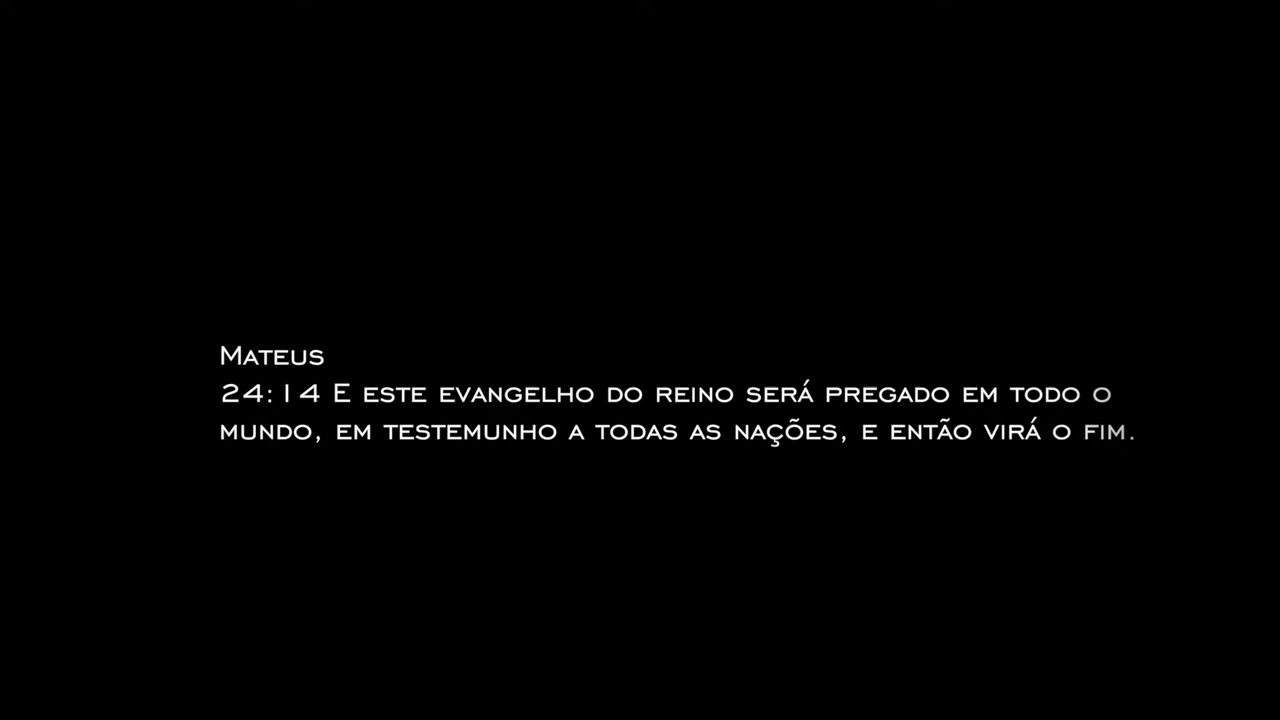 Mateus
24:14 E este evangelho do reino será pregado em todo o
mundo, em testemunho a todas as nações, e então virá o fim.